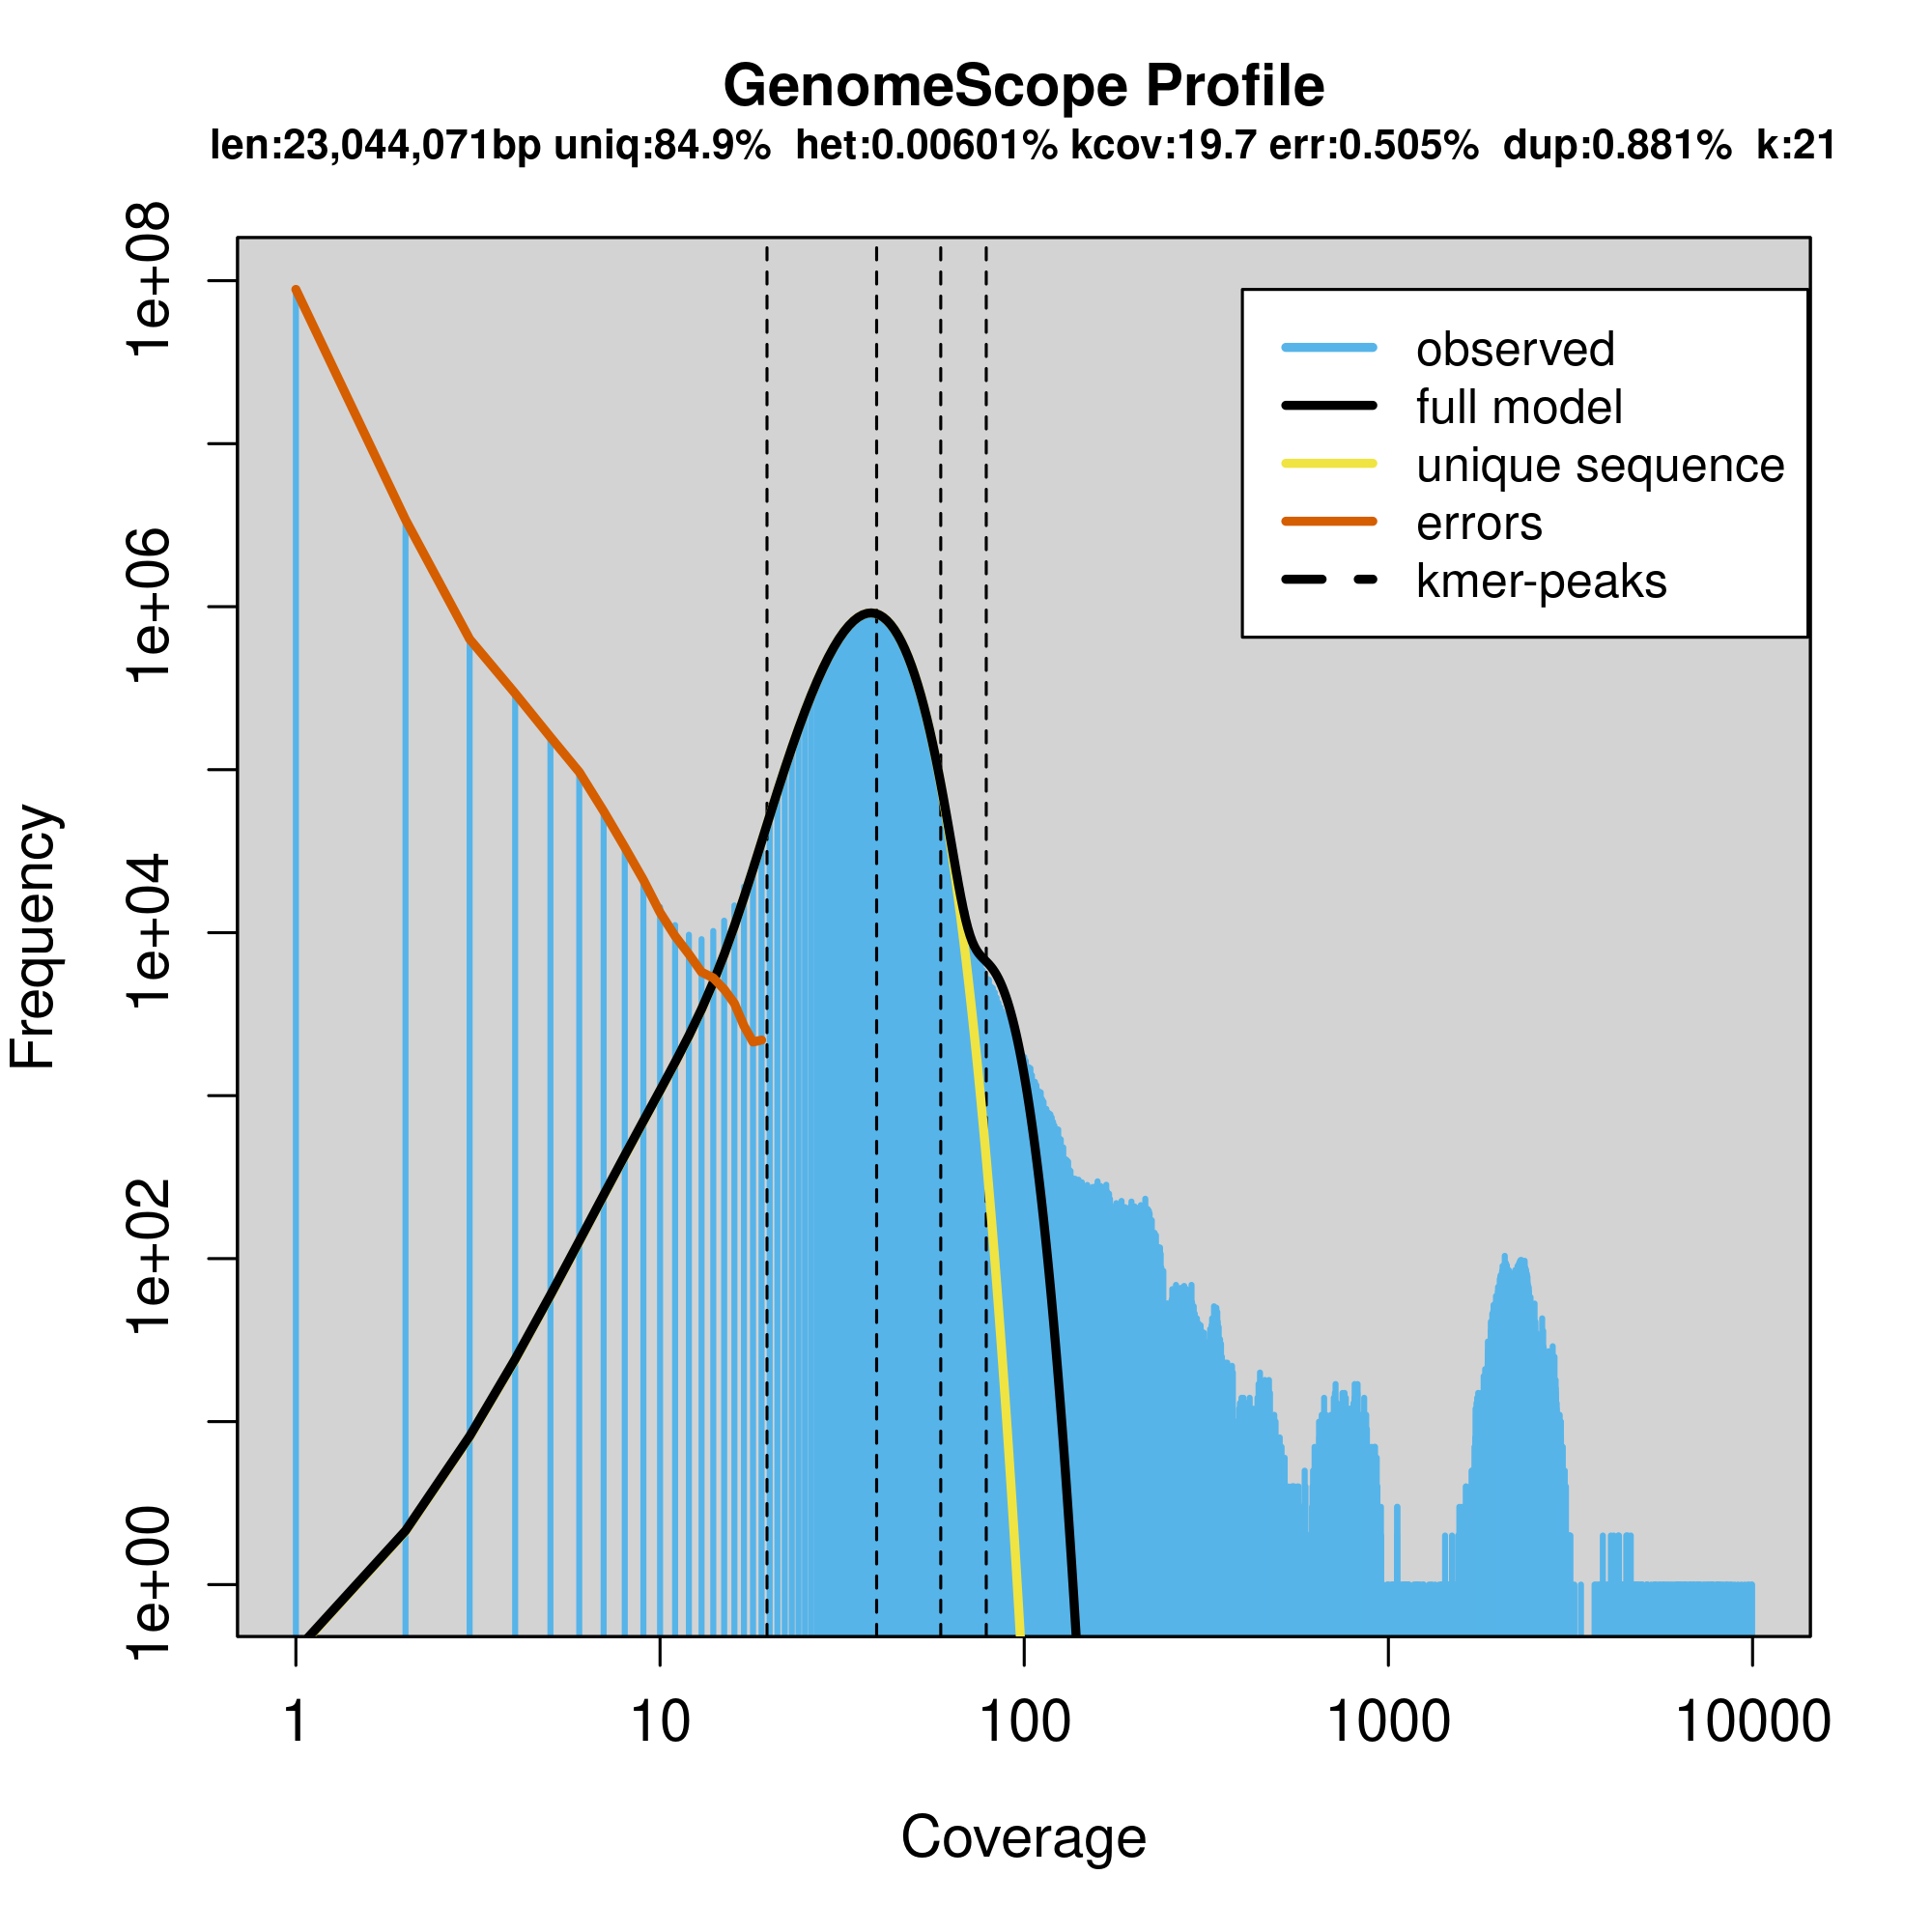 GenomeScope Profile
len:23,044,071bp uniq:84.9% het:0.00601% kcov:19.7 err:0.505% dup:0.881% k:21
1e+08
1e+06
1e+04
1e+02
1e+00
Frequency
observed
full model
unique sequence
errors
kmer-peaks
1 10 100 1000 10000
Coverage